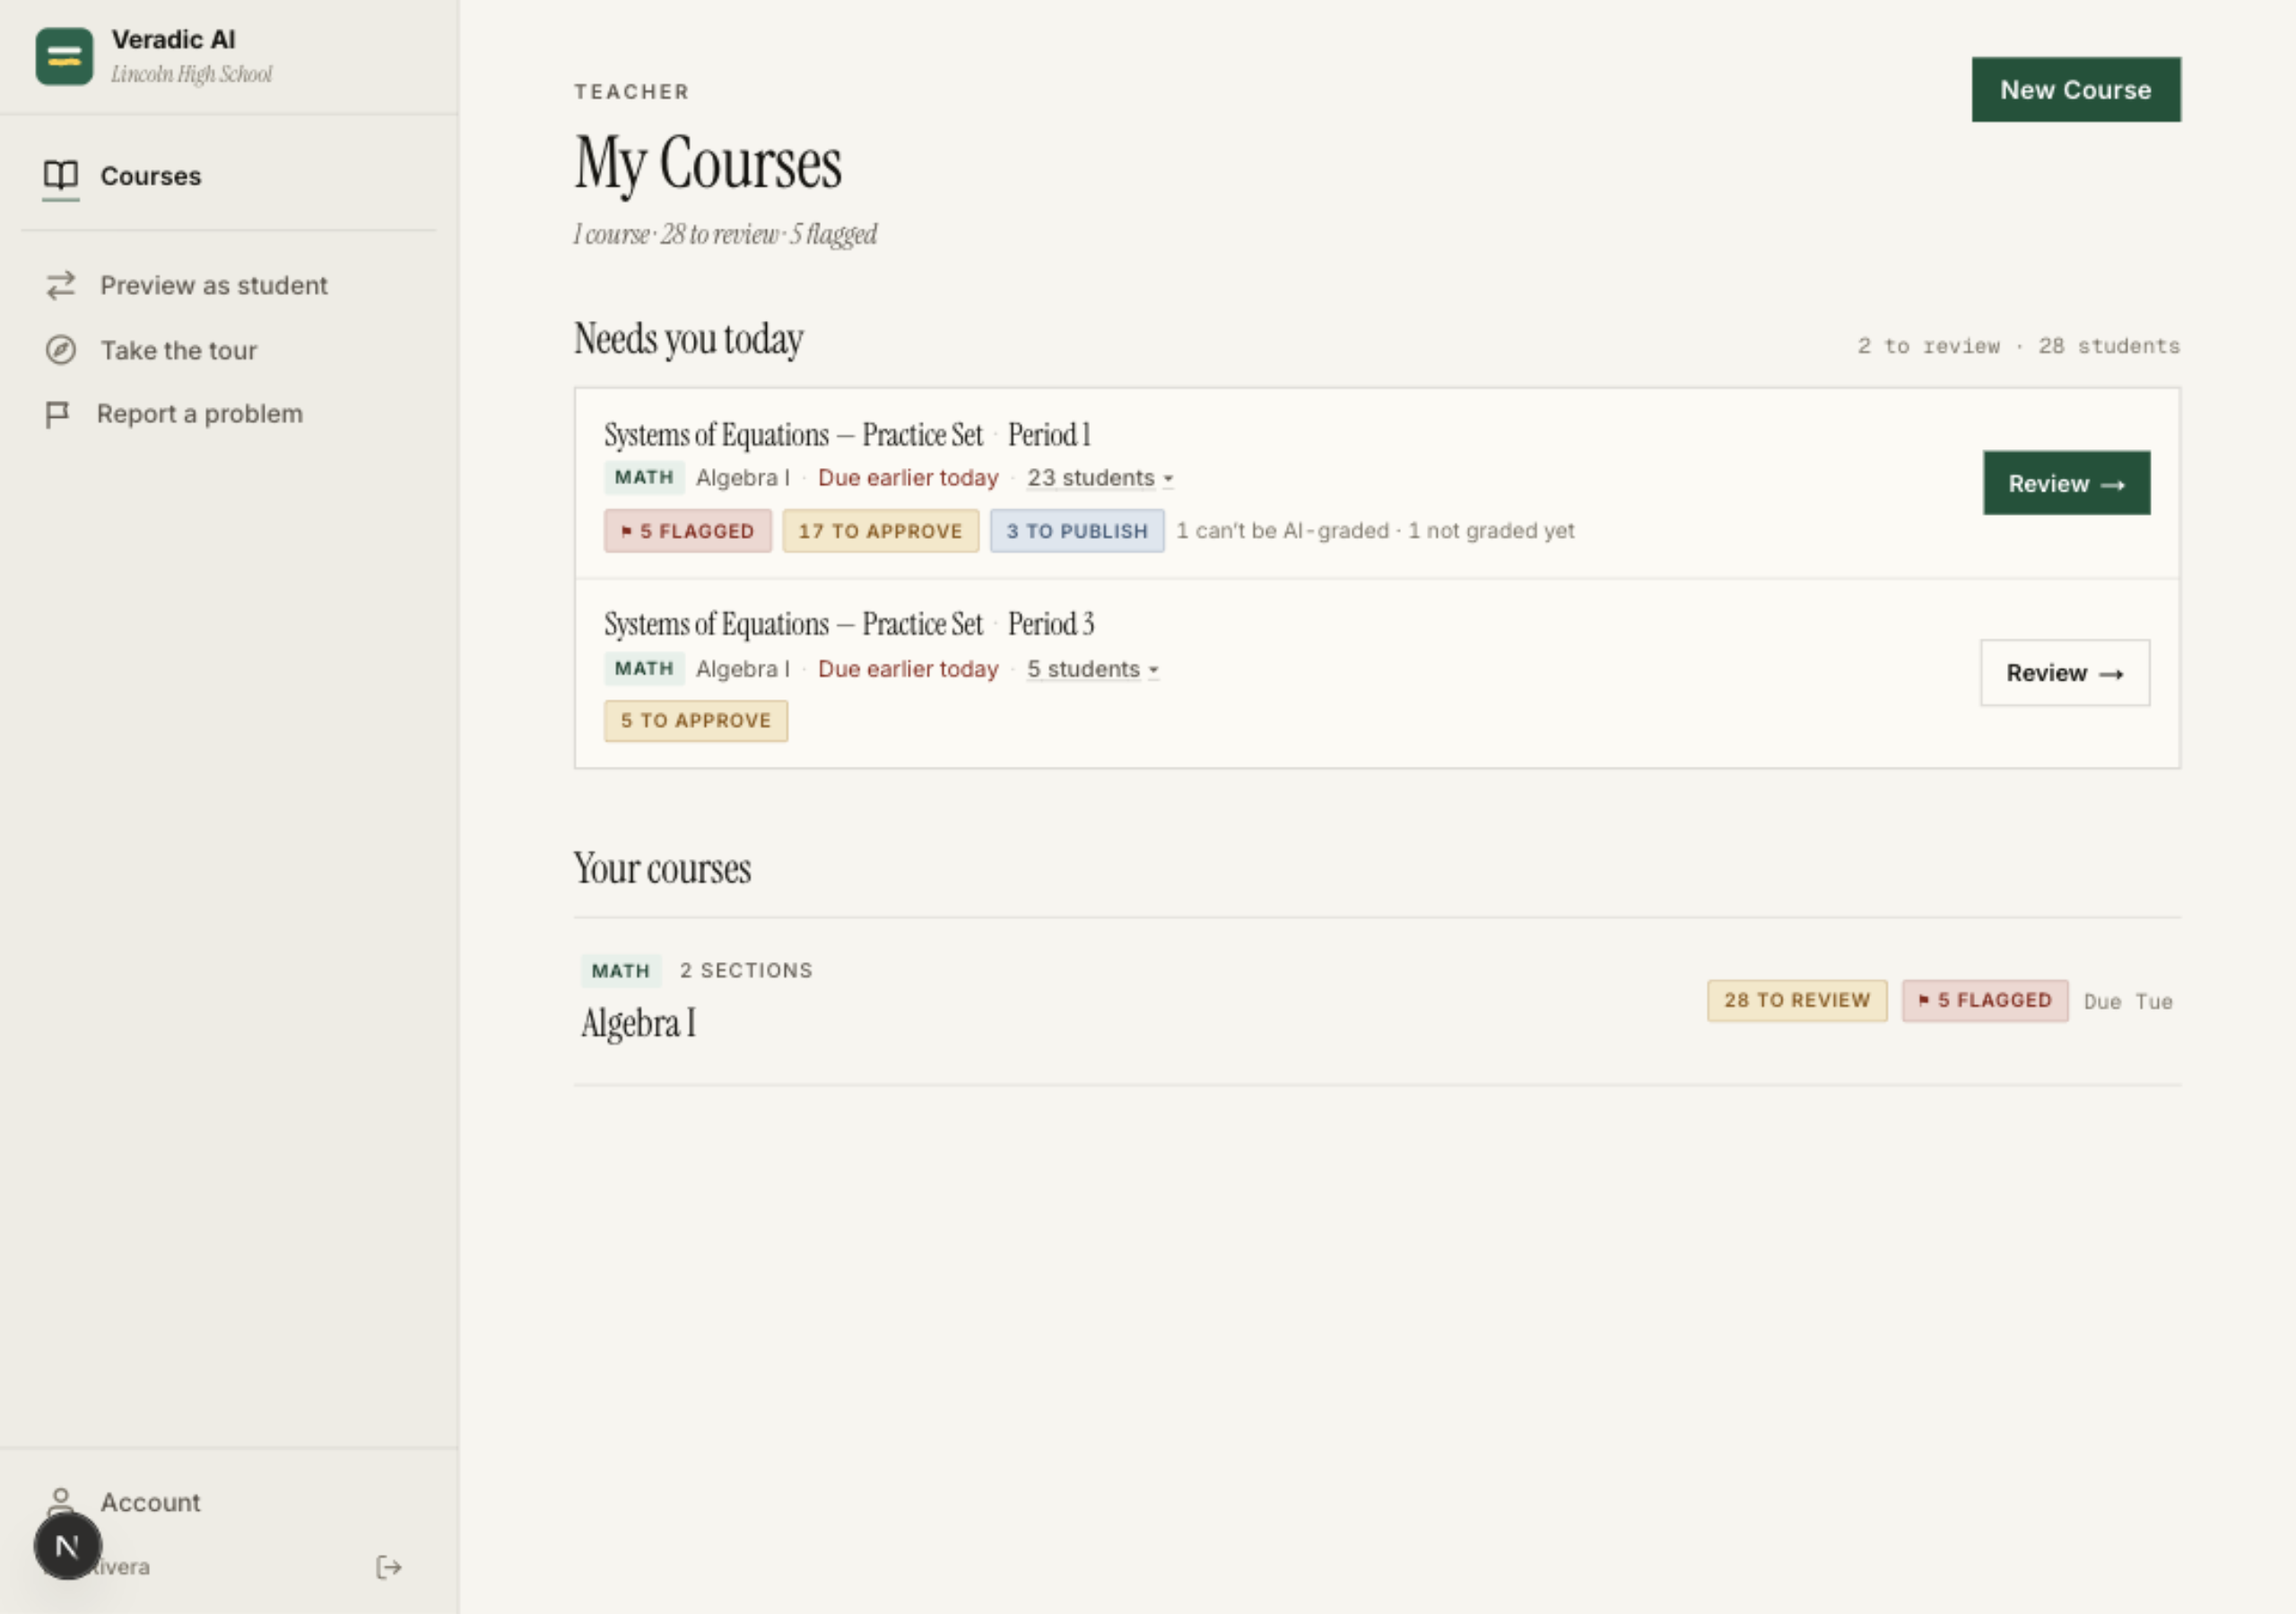 Veradic AI
Lincoln High School
Courses
Preview as student
Take the tour
Report a problem
Account
N
TEACHER
New Course
My Courses
1 course · 28 to review · 5 flagged
Needs you today
2 to review · 28 students
Systems of Equations — Practice Set · Period 1
MATH Algebra I · Due earlier today · 23 students
5 FLAGGED 17 TO APPROVE 3 TO PUBLISH 1 can't be AI-graded · 1 not graded yet
Review →
Systems of Equations — Practice Set · Period 3
MATH Algebra I · Due earlier today · 5 students
5 TO APPROVE
Review →
Your courses
MATH 2 SECTIONS
Algebra I
28 TO REVIEW 5 FLAGGED Due Tue